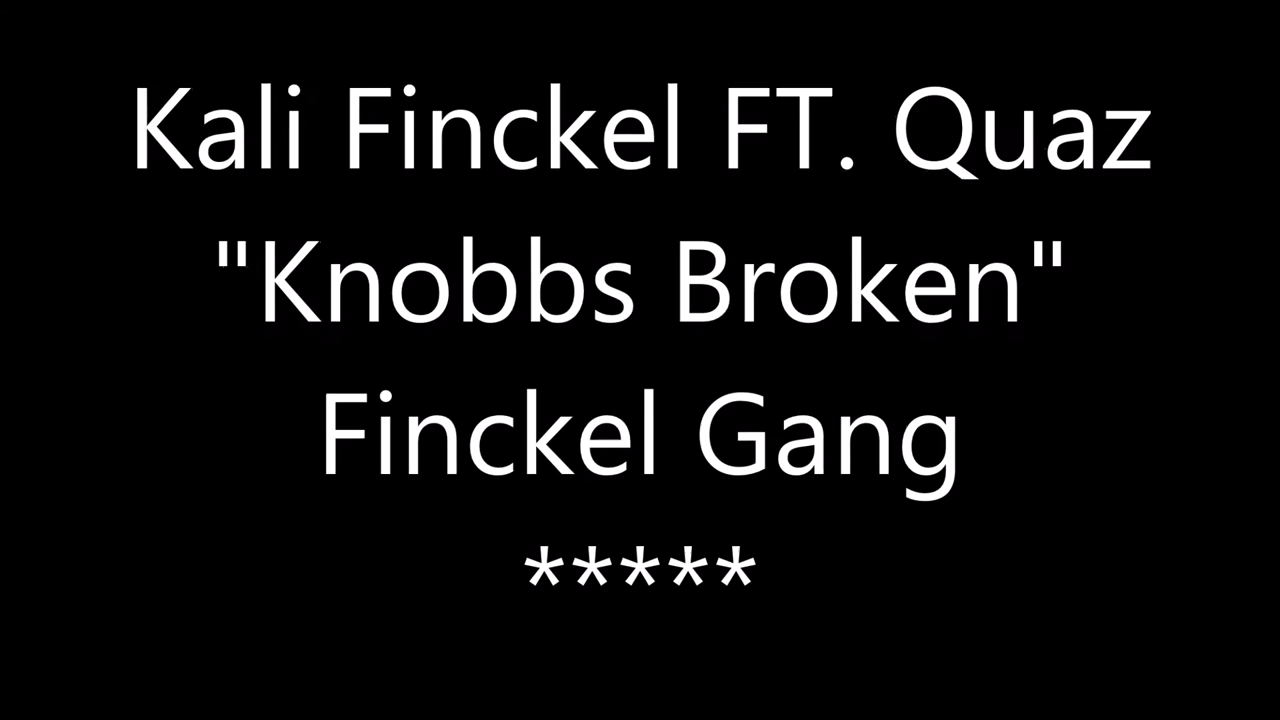 Kali Finckel FT. Quaz
"Knobbs Broken"
Finckel Gang
*****